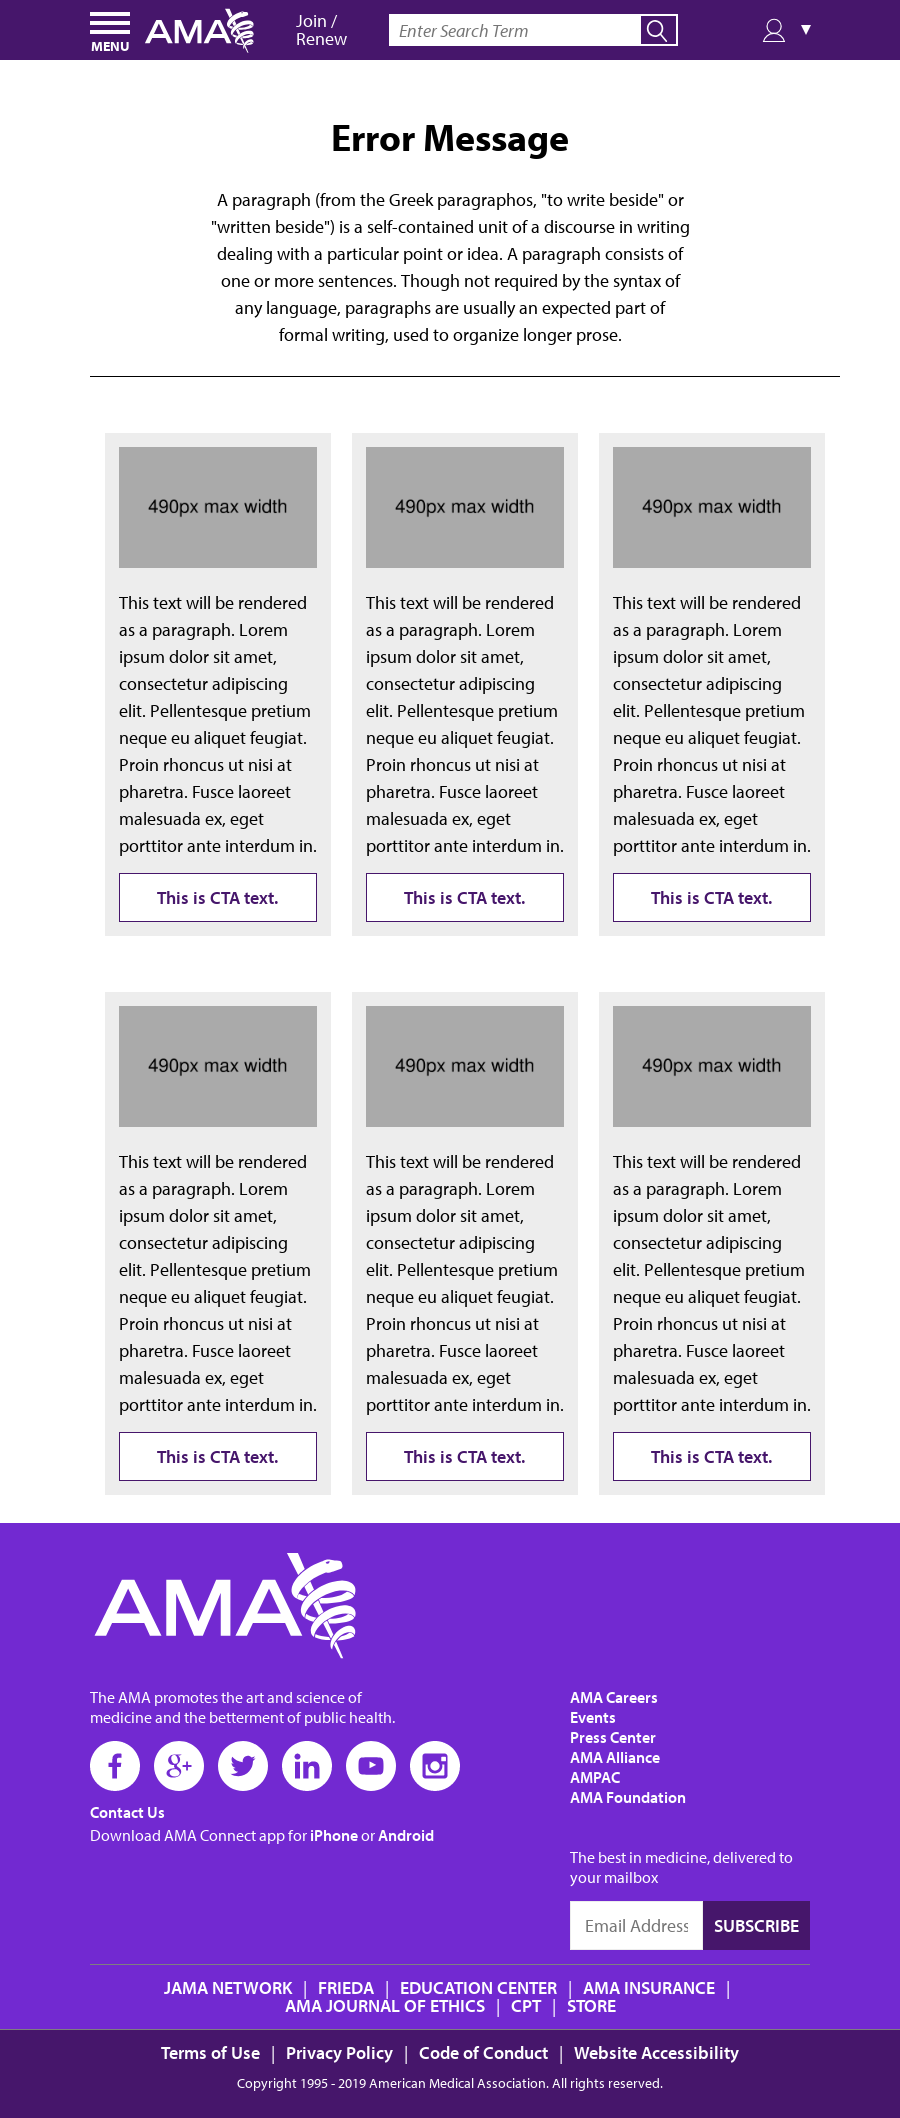 MENU
AMA
Join /
Renew
Enter Search Term
▼
Error Message
A paragraph (from the Greek paragraphos, "to write beside" or
"written beside") is a self-contained unit of a discourse in writing
dealing with a particular point or idea. A paragraph consists of
one or more sentences. Though not required by the syntax of
any language, paragraphs are usually an expected part of
formal writing, used to organize longer prose.
490px max width
This text will be rendered
as a paragraph. Lorem
ipsum dolor sit amet,
consectetur adipiscing
elit. Pellentesque pretium
neque eu aliquet feugiat.
Proin rhoncus ut nisi at
pharetra. Fusce laoreet
malesuada ex, eget
porttitor ante interdum in.
This is CTA text.
490px max width
This text will be rendered
as a paragraph. Lorem
ipsum dolor sit amet,
consectetur adipiscing
elit. Pellentesque pretium
neque eu aliquet feugiat.
Proin rhoncus ut nisi at
pharetra. Fusce laoreet
malesuada ex, eget
porttitor ante interdum in.
This is CTA text.
490px max width
This text will be rendered
as a paragraph. Lorem
ipsum dolor sit amet,
consectetur adipiscing
elit. Pellentesque pretium
neque eu aliquet feugiat.
Proin rhoncus ut nisi at
pharetra. Fusce laoreet
malesuada ex, eget
porttitor ante interdum in.
This is CTA text.
490px max width
This text will be rendered
as a paragraph. Lorem
ipsum dolor sit amet,
consectetur adipiscing
elit. Pellentesque pretium
neque eu aliquet feugiat.
Proin rhoncus ut nisi at
pharetra. Fusce laoreet
malesuada ex, eget
porttitor ante interdum in.
This is CTA text.
490px max width
This text will be rendered
as a paragraph. Lorem
ipsum dolor sit amet,
consectetur adipiscing
elit. Pellentesque pretium
neque eu aliquet feugiat.
Proin rhoncus ut nisi at
pharetra. Fusce laoreet
malesuada ex, eget
porttitor ante interdum in.
This is CTA text.
490px max width
This text will be rendered
as a paragraph. Lorem
ipsum dolor sit amet,
consectetur adipiscing
elit. Pellentesque pretium
neque eu aliquet feugiat.
Proin rhoncus ut nisi at
pharetra. Fusce laoreet
malesuada ex, eget
porttitor ante interdum in.
This is CTA text.
AMA
The AMA promotes the art and science of
medicine and the betterment of public health.
Contact Us
Download AMA Connect app for iPhone or Android
AMA Careers
Events
Press Center
AMA Alliance
AMPAC
AMA Foundation
The best in medicine, delivered to
your mailbox
Email Address
SUBSCRIBE
JAMA NETWORK | FRIEDA | EDUCATION CENTER | AMA INSURANCE |
AMA JOURNAL OF ETHICS | CPT | STORE
Terms of Use | Privacy Policy | Code of Conduct | Website Accessibility
Copyright 1995 - 2019 American Medical Association. All rights reserved.